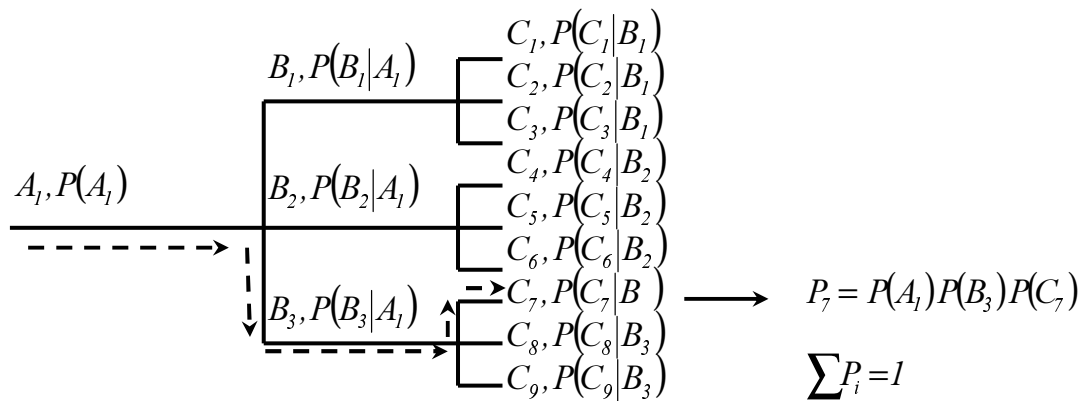 C₁, P(C₁|B₁)
B₁, P(B₁|A₁)
C₂, P(C₂|B₁)
C₃, P(C₃|B₁)
C₄, P(C₄|B₂)
A₁, P(A₁)
B₂, P(B₂|A₁)
C₅, P(C₅|B₂)
C₆, P(C₆|B₂)
C₇, P(C₇|B )
P₇ = P(A₁)P(B₃)P(C₇)
B₃, P(B₃|A₁)
C₈, P(C₈|B₃)
C₉, P(C₉|B₃)
∑Pᵢ = 1